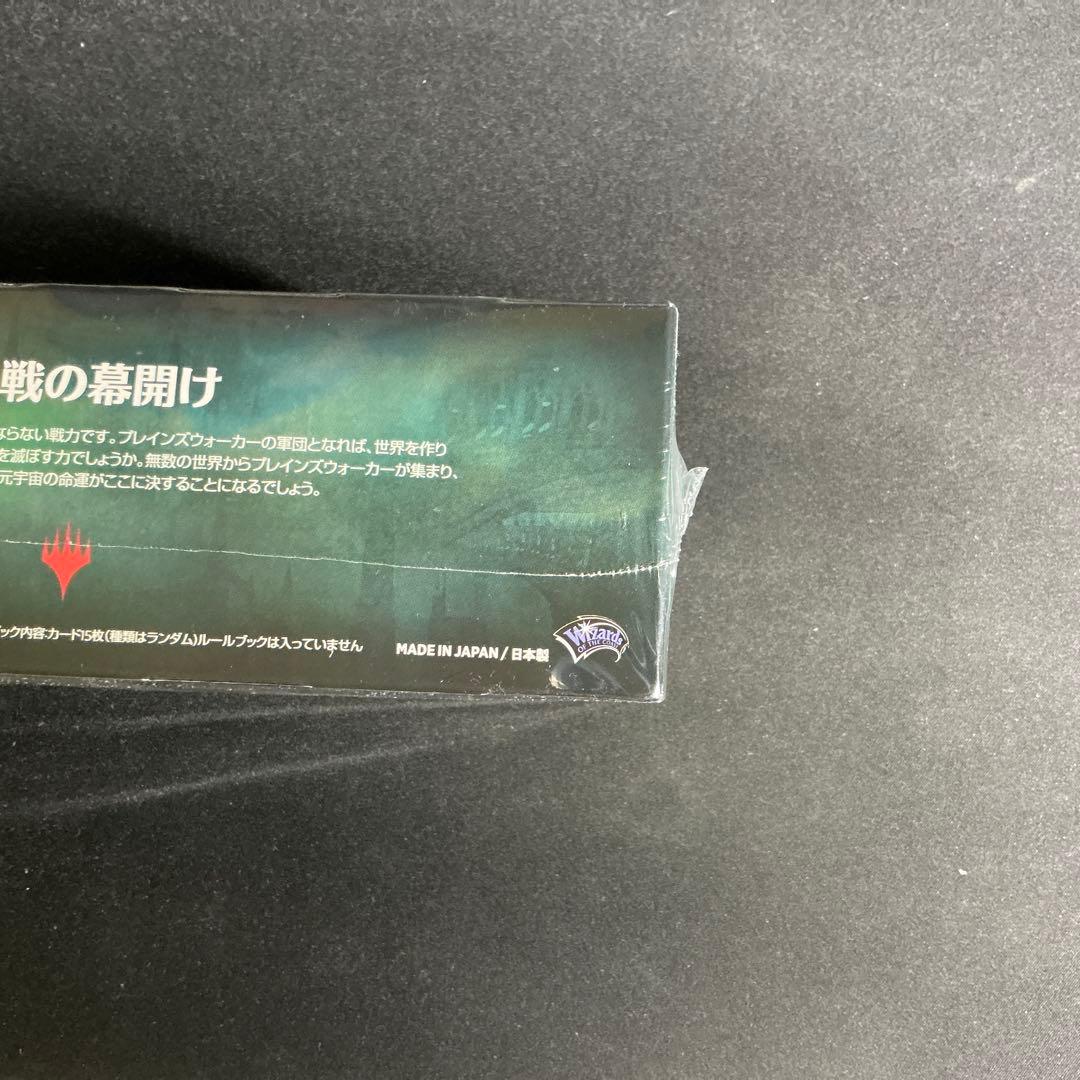 戦の幕開け
ならない戦力です。プレインズウォーカーの軍団となれば、世界を作り
を滅ぼす力でしょうか。無数の世界からプレインズウォーカーが集まり、
元宇宙の命運がここに決することになるでしょう。
ック内容:カード15枚(種類はランダム)ルールブックは入っていません
MADE IN JAPAN / 日本製
Wizards
OF THE COAST